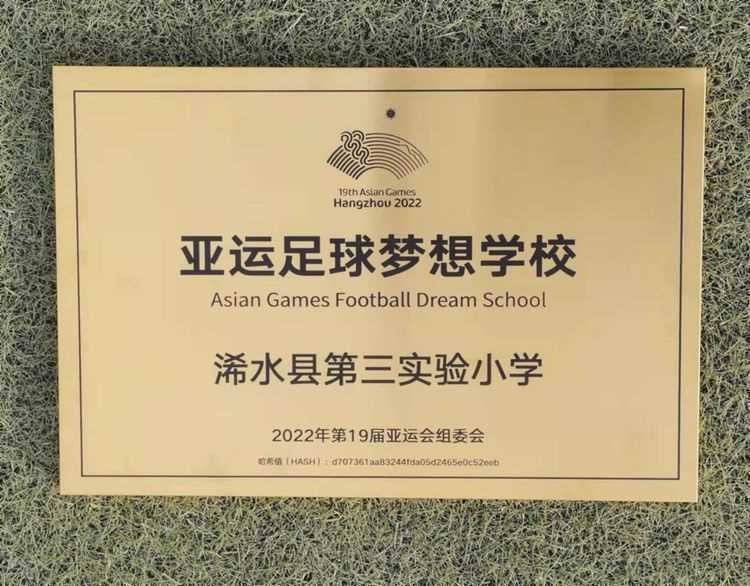 19th Asian Games
Hangzhou 2022
亚运足球梦想学校
Asian Games Football Dream School
浠水县第三实验小学
2022年第19届亚运会组委会
哈希值（HASH）：d707361aa83244fda05d2465e0c52eeb